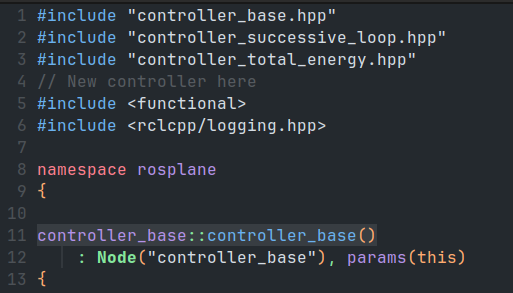 1 #include "controller_base.hpp"
2 #include "controller_successive_loop.hpp"
3 #include "controller_total_energy.hpp"
4 // New controller here
5 #include <functional>
6 #include <rclcpp/logging.hpp>
7
8 namespace rosplane
9 {
10
11 controller_base::controller_base()
12     : Node("controller_base"), params(this)
13 {